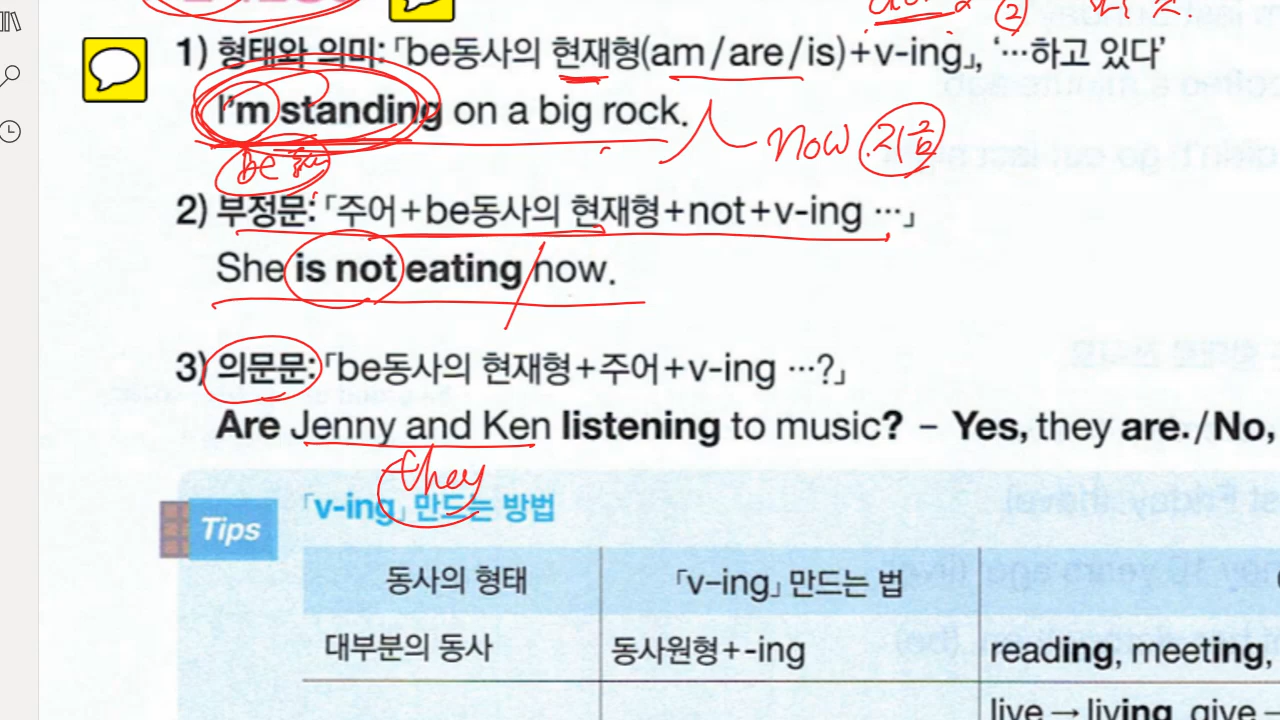 1) 형태와 의미: 「be동사의 현재형(am/are/is)+v-ing」, ‘…하고 있다’
I’m standing on a big rock.
now 지금
be 동사
2) 부정문: 「주어+be동사의 현재형+not+v-ing …」
She is not eating now.
3) 의문문: 「be동사의 현재형+주어+v-ing …?」
Are Jenny and Ken listening to music? – Yes, they are./No,
they
Tips 「v-ing」 만드는 방법
동사의 형태 「v-ing」 만드는 법
대부분의 동사 동사원형+-ing reading, meeting,
live → living, give →